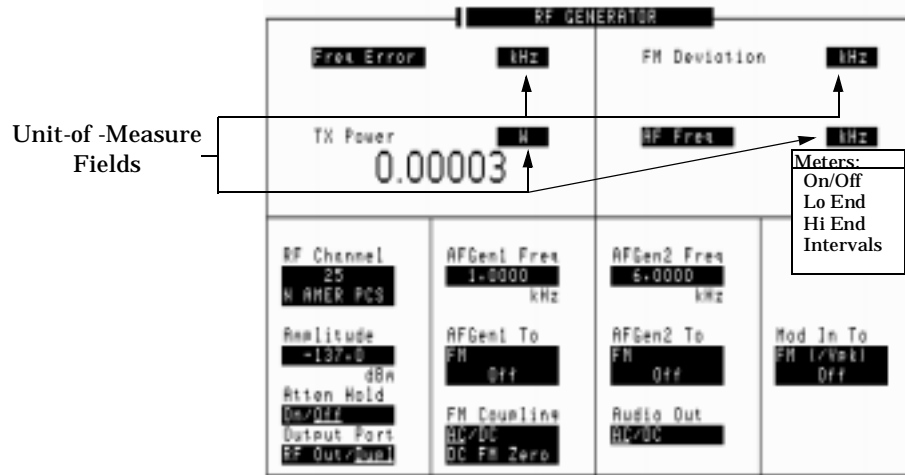 RF GENERATOR
Freq Error kHz
FM Deviation kHz
Unit-of -Measure
Fields
TX Power W
0.00003
AF Freq kHz
Meters:
On/Off
Lo End
Hi End
Intervals
RF Channel
25
N AMER PCS
Amplitude
-137.0
dBm
Atten Hold
On/Off
Output Port
RF Out/Dupl
AFGen1 Freq
1.0000
kHz
AFGen1 To
FM
Off
FM Coupling
AC/DC
DC FM Zero
AFGen2 Freq
6.0000
kHz
AFGen2 To
FM
Off
Audio Out
AC/DC
Mod In To
FM (/Vpk)
Off